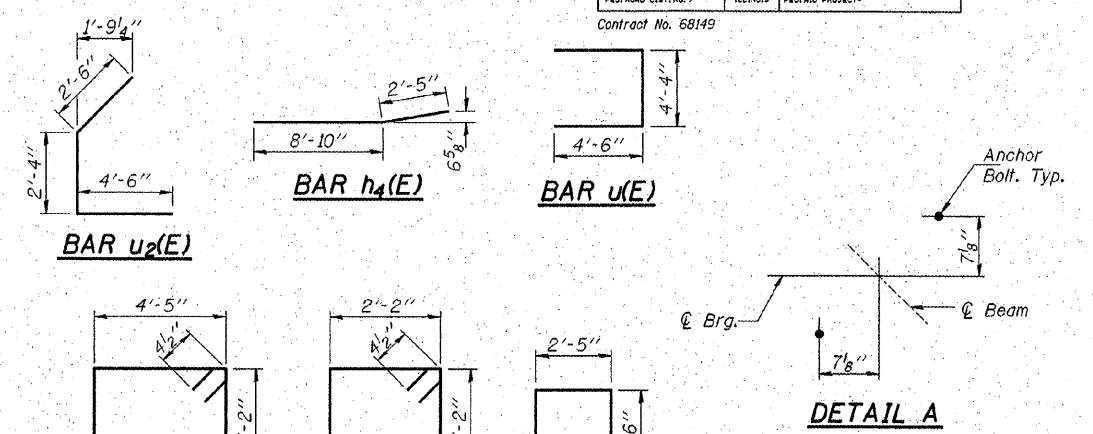 Contract No. 68149
1'-9¼"
2'-6"
2'-4"
4'-6"
BAR u2(E)
2'-5"
8'-10"
6⅝"
BAR h4(E)
4'-4"
4'-6"
BAR u(E)
Anchor
Bolt. Typ.
7⅛"
℄ Brg.
℄ Beam
7⅛"
DETAIL A
4'-5"
4½"
2'-2"
4½"
2'-5"